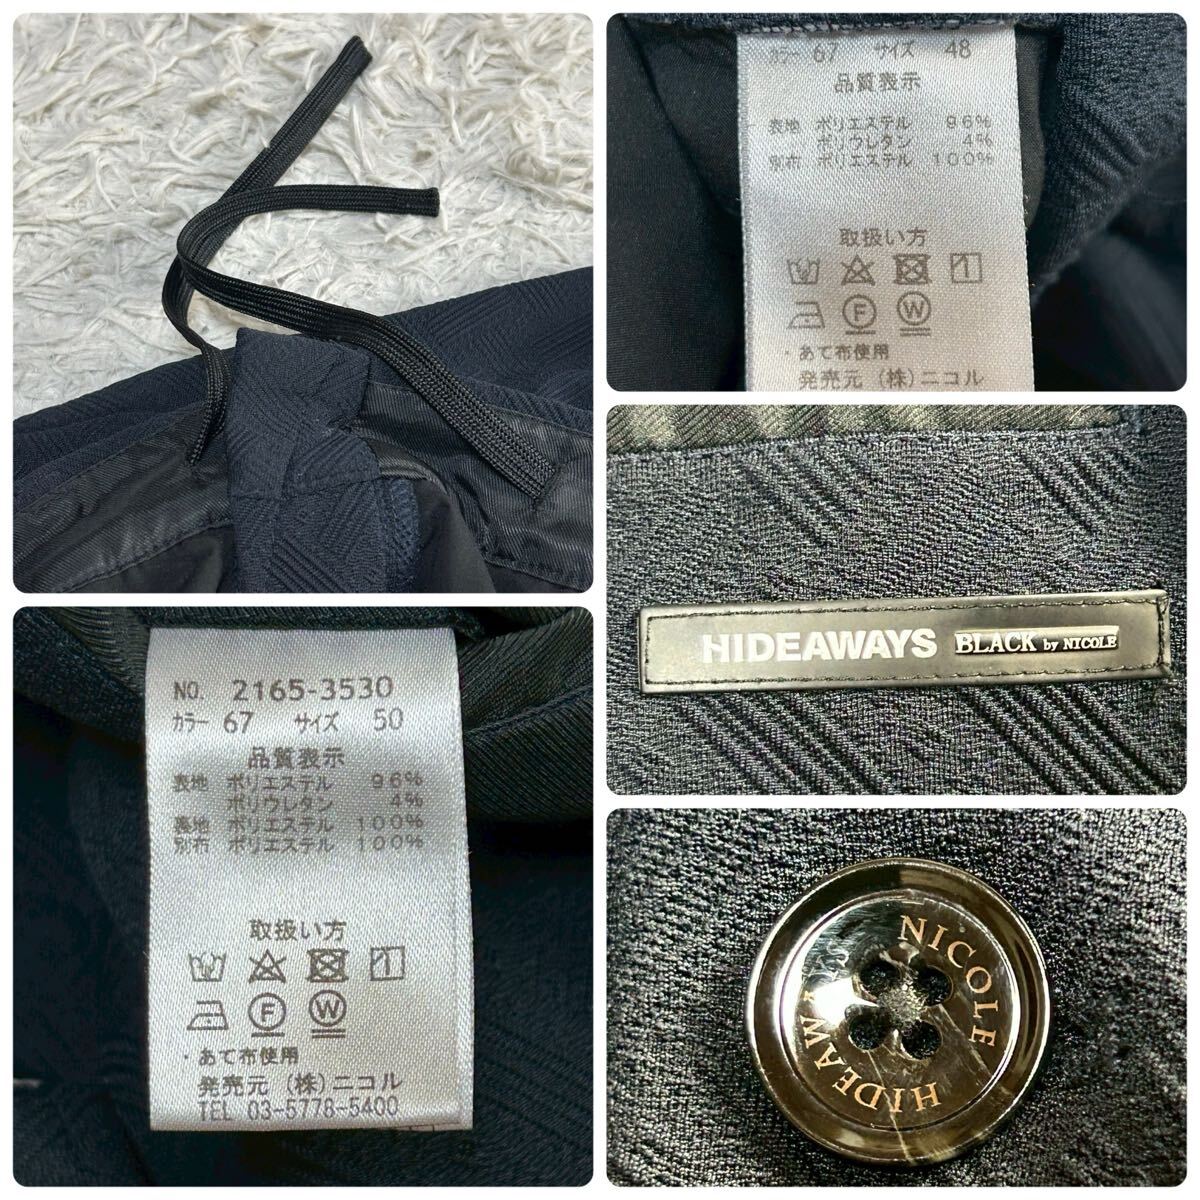 カラー 67 サイズ 48
品質表示
表地 ポリエステル 96%
ポリウレタン 4%
別布 ポリエステル 100%
取扱い方
F W
・あて布使用
発売元 (株)ニコル
HIDEAWAYS BLACK by NICOLE
NO. 2165-3530
カラー 67 サイズ 50
品質表示
表地 ポリエステル 96%
ポリウレタン 4%
裏地 ポリエステル 100%
別布 ポリエステル 100%
取扱い方
F W
・あて布使用
発売元 (株)ニコル
TEL 03-5778-5400
NICOLE